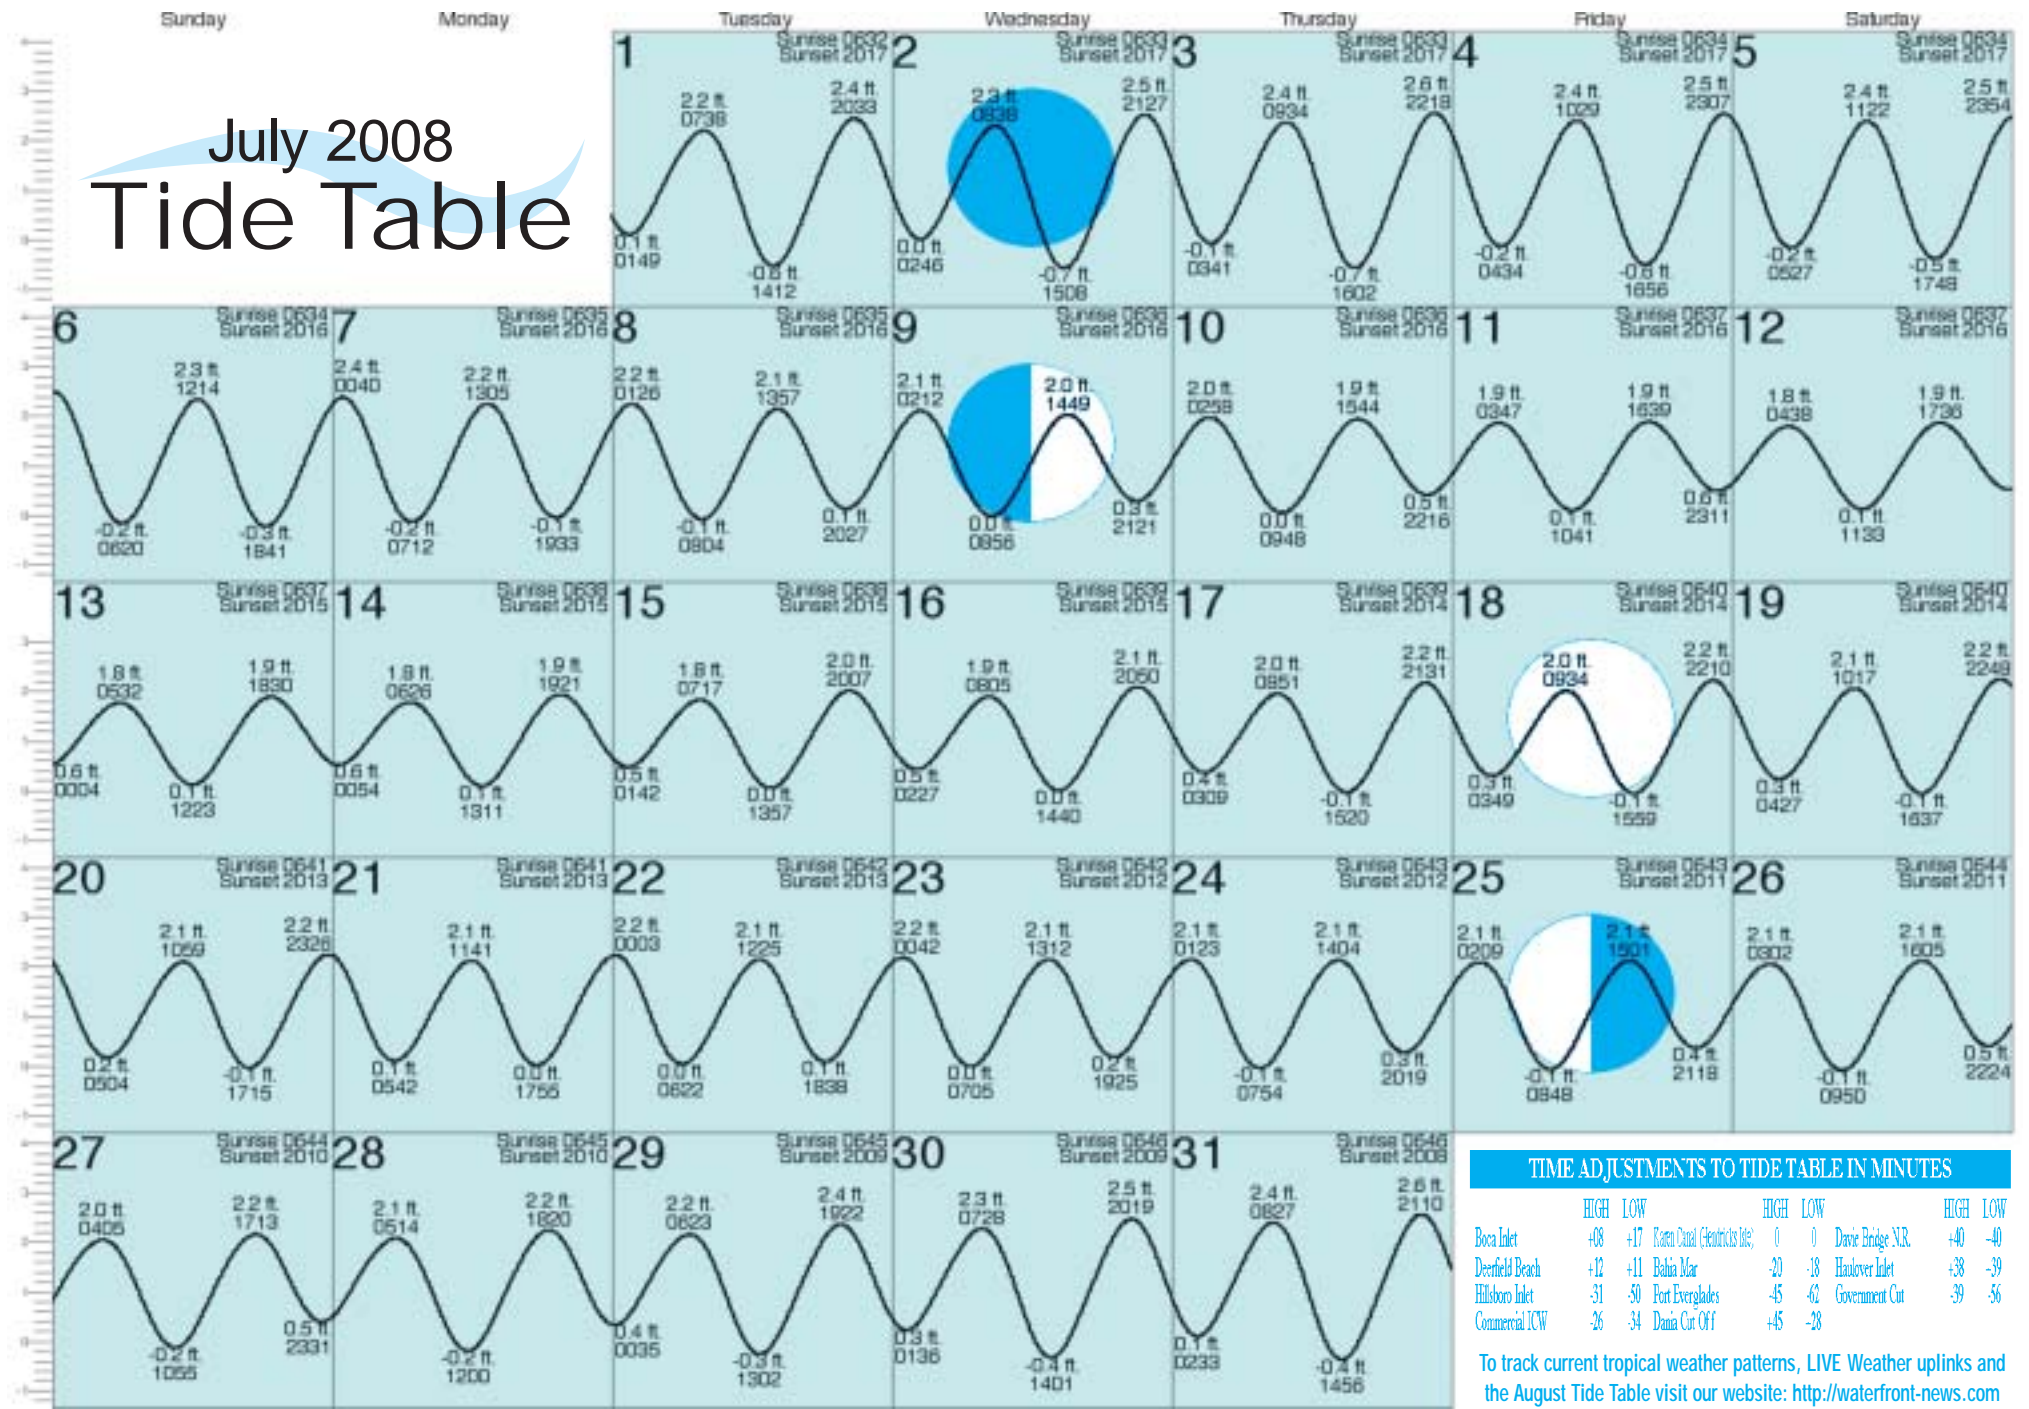 Sunday Monday Tuesday Wednesday Thursday Friday Saturday
July 2008
Tide Table
1
Sunrise 0632
Sunset 2017
2.2 ft.
0738
2.4 ft.
2033
0.1 ft.
0149
-0.6 ft.
1412
2
Sunrise 0633
Sunset 2017
2.3 ft.
0838
2.5 ft.
2127
0.0 ft.
0246
-0.7 ft.
1508
3
Sunrise 0633
Sunset 2017
2.4 ft.
0934
2.6 ft.
2218
-0.1 ft.
0341
-0.7 ft.
1602
4
Sunrise 0634
Sunset 2017
2.4 ft.
1029
2.5 ft.
2307
-0.2 ft.
0434
-0.6 ft.
1656
5
Sunrise 0634
Sunset 2017
2.4 ft.
1122
2.5 ft.
2354
-0.2 ft.
0527
-0.5 ft.
1748
6
Sunrise 0634
Sunset 2016
2.3 ft.
1214
-0.2 ft.
0620
-0.3 ft.
1841
7
Sunrise 0635
Sunset 2016
2.4 ft.
0040
2.2 ft.
1305
-0.2 ft.
0712
-0.1 ft.
1933
8
Sunrise 0635
Sunset 2016
2.2 ft.
0126
2.1 ft.
1357
-0.1 ft.
0804
0.1 ft.
2027
9
Sunrise 0636
Sunset 2016
2.1 ft.
0212
2.0 ft.
1449
0.0 ft.
0856
0.3 ft.
2121
10
Sunrise 0636
Sunset 2016
2.0 ft.
0258
1.9 ft.
1544
0.0 ft.
0948
0.5 ft.
2216
11
Sunrise 0637
Sunset 2016
1.9 ft.
0347
1.9 ft.
1639
0.1 ft.
1041
0.6 ft.
2311
12
Sunrise 0637
Sunset 2016
1.8 ft.
0438
1.9 ft.
1736
0.1 ft.
1133
13
Sunrise 0637
Sunset 2015
1.8 ft.
0532
1.9 ft.
1830
0.6 ft.
0004
0.1 ft.
1223
14
Sunrise 0638
Sunset 2015
1.8 ft.
0626
1.9 ft.
1921
0.6 ft.
0054
0.1 ft.
1311
15
Sunrise 0638
Sunset 2015
1.8 ft.
0717
2.0 ft.
2007
0.5 ft.
0142
0.0 ft.
1357
16
Sunrise 0639
Sunset 2015
1.9 ft.
0805
2.1 ft.
2050
0.5 ft.
0227
0.0 ft.
1440
17
Sunrise 0639
Sunset 2014
2.0 ft.
0851
2.2 ft.
2131
0.4 ft.
0309
-0.1 ft.
1520
18
Sunrise 0640
Sunset 2014
2.0 ft.
0934
2.2 ft.
2210
0.3 ft.
0349
-0.1 ft.
1559
19
Sunrise 0640
Sunset 2014
2.1 ft.
1017
2.2 ft.
2248
0.3 ft.
0427
-0.1 ft.
1637
20
Sunrise 0641
Sunset 2013
2.1 ft.
1059
2.2 ft.
2326
0.2 ft.
0504
-0.1 ft.
1715
21
Sunrise 0641
Sunset 2013
2.1 ft.
1141
0.1 ft.
0542
0.0 ft.
1755
22
Sunrise 0642
Sunset 2013
2.2 ft.
0003
2.1 ft.
1225
0.0 ft.
0622
0.1 ft.
1838
23
Sunrise 0642
Sunset 2012
2.2 ft.
0042
2.1 ft.
1312
0.0 ft.
0705
0.2 ft.
1925
24
Sunrise 0643
Sunset 2012
2.1 ft.
0123
2.1 ft.
1404
-0.1 ft.
0754
0.3 ft.
2019
25
Sunrise 0643
Sunset 2011
2.1 ft.
0209
2.1 ft.
1501
-0.1 ft.
0848
0.4 ft.
2118
26
Sunrise 0644
Sunset 2011
2.1 ft.
0302
2.1 ft.
1605
-0.1 ft.
0950
0.5 ft.
2224
27
Sunrise 0644
Sunset 2010
2.0 ft.
0405
2.2 ft.
1713
-0.2 ft.
1055
0.5 ft.
2331
28
Sunrise 0645
Sunset 2010
2.1 ft.
0514
2.2 ft.
1820
-0.2 ft.
1200
29
Sunrise 0645
Sunset 2009
2.2 ft.
0623
2.4 ft.
1922
0.4 ft.
0035
-0.3 ft.
1302
30
Sunrise 0646
Sunset 2009
2.3 ft.
0728
2.5 ft.
2019
0.3 ft.
0136
-0.4 ft.
1401
31
Sunrise 0646
Sunset 2008
2.4 ft.
0827
2.6 ft.
2110
0.1 ft.
0233
-0.4 ft.
1456
TIME ADJUSTMENTS TO TIDE TABLE IN MINUTES
HIGH LOW HIGH LOW HIGH LOW
Boca Inlet +08 +17 Karen Canal (Hendricks Isle) 0 0 Davie Bridge N.R. +40 +40
Deerfield Beach +12 +11 Bahia Mar -20 -18 Haulover Inlet +38 +39
Hillsboro Inlet -31 -50 Port Everglades -45 -62 Government Cut -39 -56
Commercial ICW -26 -34 Dania Cut Off +45 +28
To track current tropical weather patterns, LIVE Weather uplinks and
the August Tide Table visit our website: http://waterfront-news.com